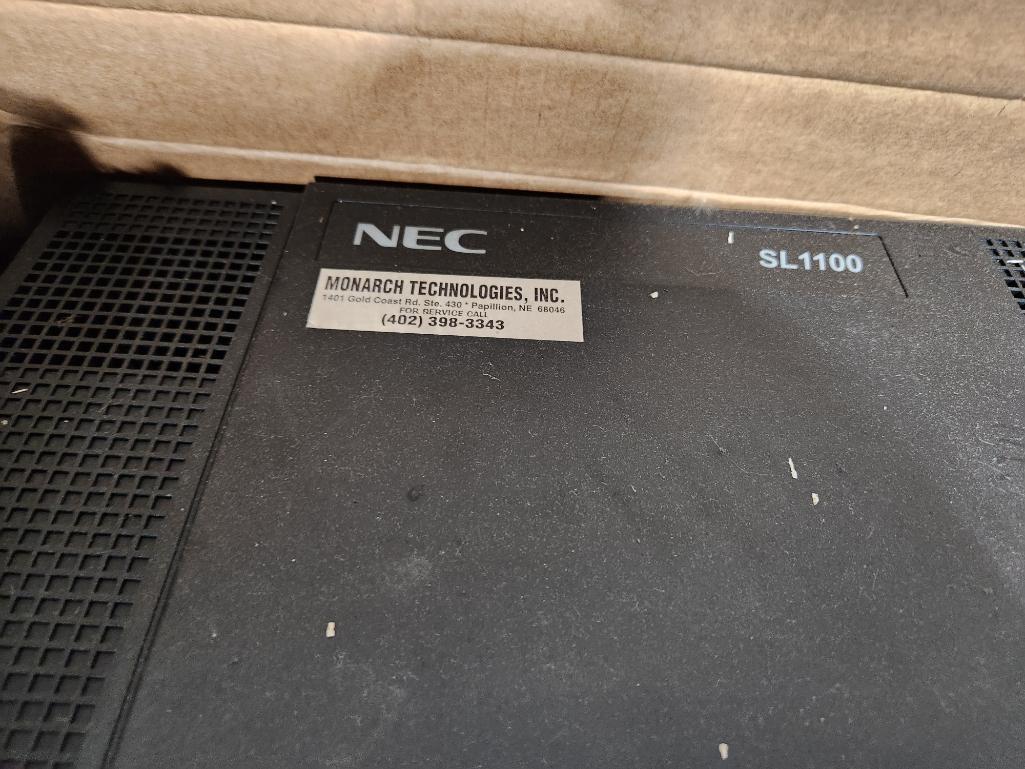 NEC
SL1100
MONARCH TECHNOLOGIES, INC.
1401 Gold Coast Rd. Ste. 430 * Papillion, NE 68046
FOR SERVICE CALL
(402) 398-3343